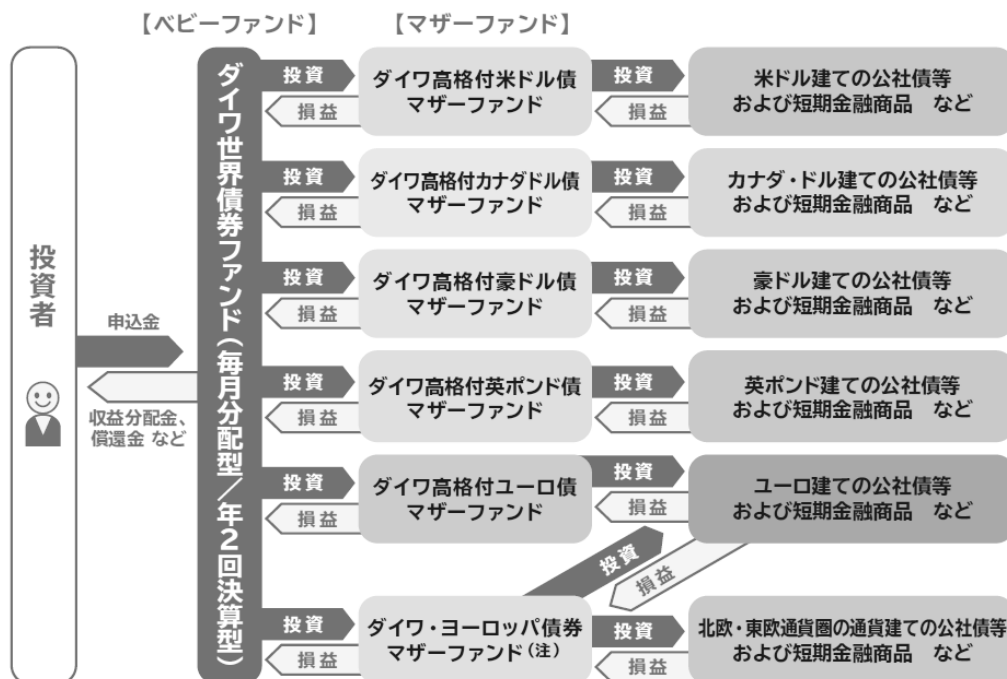 【ベビーファンド】
【マザーファンド】
投資者
申込金
収益分配金、
償還金 など
ダイワ世界債券ファンド(毎月分配型/年2回決算型)
投資
損益
ダイワ高格付米ドル債
マザーファンド
投資
損益
米ドル建ての公社債等
および短期金融商品 など
投資
損益
ダイワ高格付カナダドル債
マザーファンド
投資
損益
カナダ・ドル建ての公社債等
および短期金融商品 など
投資
損益
ダイワ高格付豪ドル債
マザーファンド
投資
損益
豪ドル建ての公社債等
および短期金融商品 など
投資
損益
ダイワ高格付英ポンド債
マザーファンド
投資
損益
英ポンド建ての公社債等
および短期金融商品 など
投資
損益
ダイワ高格付ユーロ債
マザーファンド
投資
損益
ユーロ建ての公社債等
および短期金融商品 など
投資
損益
投資
損益
ダイワ・ヨーロッパ債券
マザーファンド(注)
投資
損益
北欧・東欧通貨圏の通貨建ての公社債等
および短期金融商品 など